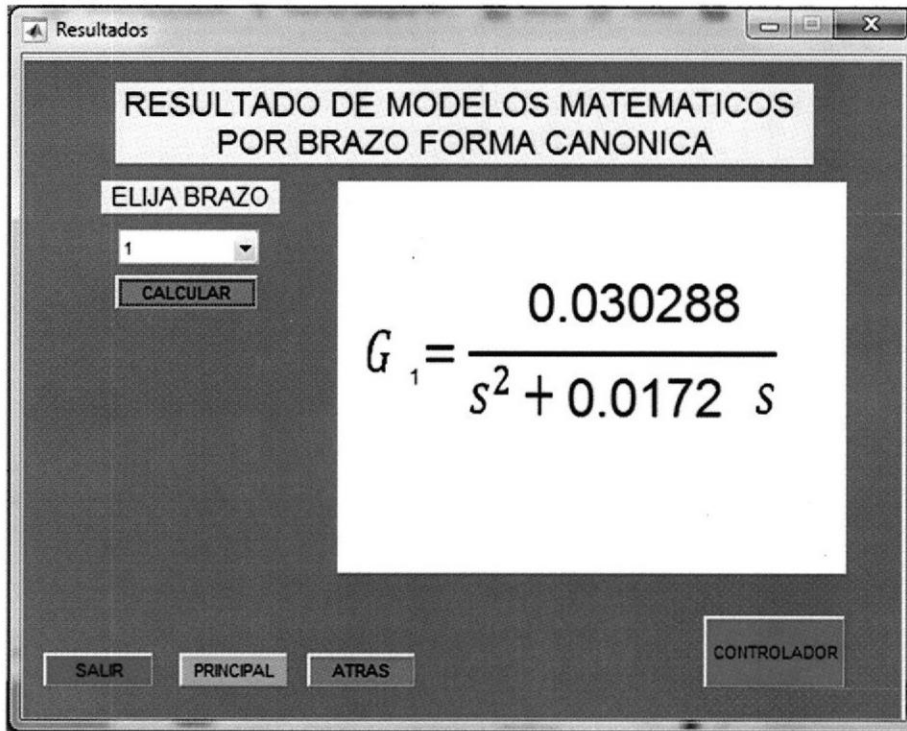 Resultados
RESULTADO DE MODELOS MATEMATICOS
POR BRAZO FORMA CANONICA
ELIJA BRAZO
1
CALCULAR
0.030288
G 1 =
s² + 0.0172 s
CONTROLADOR
SALIR
PRINCIPAL
ATRAS